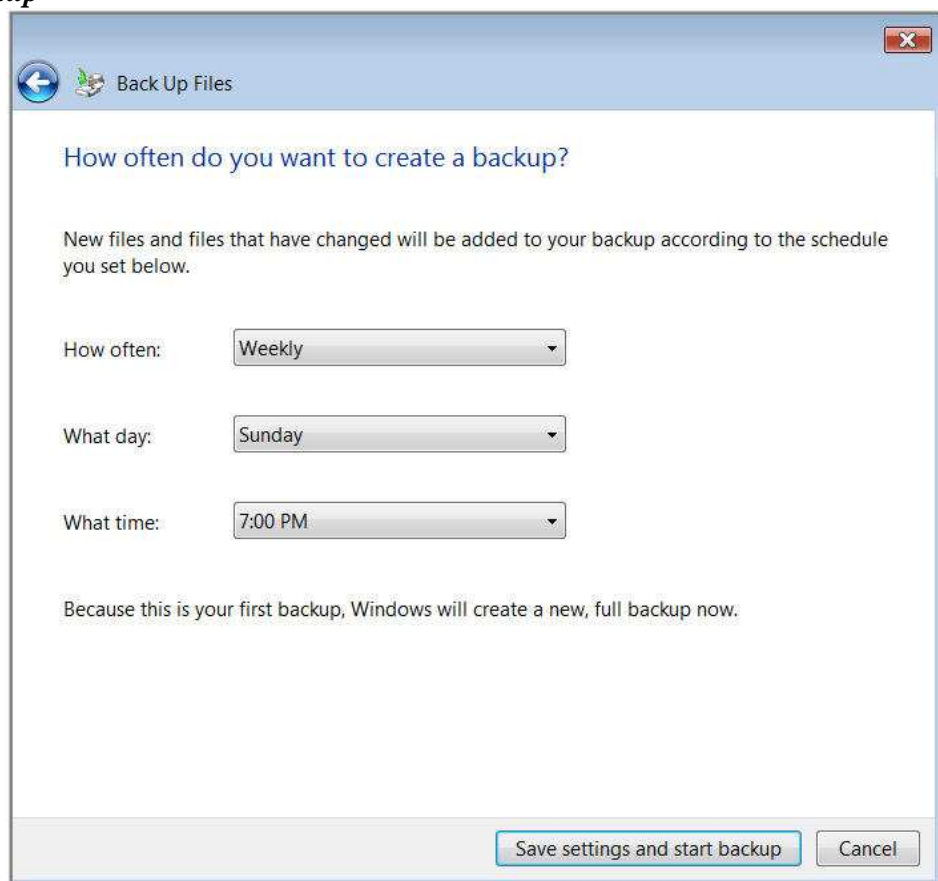 Back Up Files
How often do you want to create a backup?
New files and files that have changed will be added to your backup according to the schedule
you set below.
How often: Weekly
What day: Sunday
What time: 7:00 PM
Because this is your first backup, Windows will create a new, full backup now.
Save settings and start backup Cancel